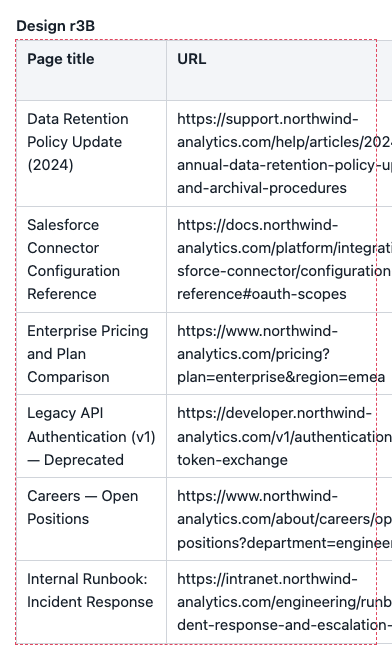 Design r3B
Page title URL
Data Retention https://support.northwind-
Policy Update analytics.com/help/articles/202
(2024) annual-data-retention-policy-u
and-archival-procedures
Salesforce https://docs.northwind-
Connector analytics.com/platform/integrati
Configuration sforce-connector/configuration
Reference reference#oauth-scopes
Enterprise Pricing https://www.northwind-
and Plan analytics.com/pricing?
Comparison plan=enterprise&region=emea
Legacy API https://developer.northwind-
Authentication (v1) analytics.com/v1/authentication
— Deprecated token-exchange
Careers — Open https://www.northwind-
Positions analytics.com/about/careers/op
positions?department=enginee
Internal Runbook: https://intranet.northwind-
Incident Response analytics.com/engineering/runb
dent-response-and-escalation-